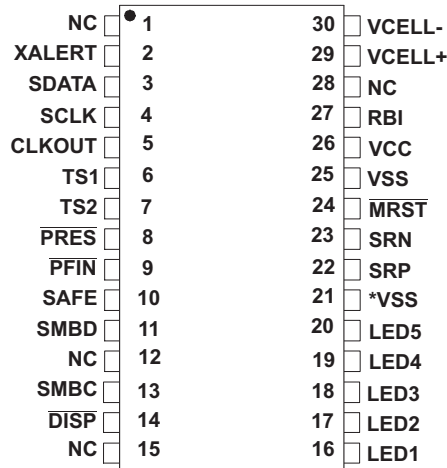 NC 1 30 VCELL-
XALERT 2 29 VCELL+
SDATA 3 28 NC
SCLK 4 27 RBI
CLKOUT 5 26 VCC
TS1 6 25 VSS
TS2 7 24 MRST
PRES 8 23 SRN
PFIN 9 22 SRP
SAFE 10 21 *VSS
SMBD 11 20 LED5
NC 12 19 LED4
SMBC 13 18 LED3
DISP 14 17 LED2
NC 15 16 LED1